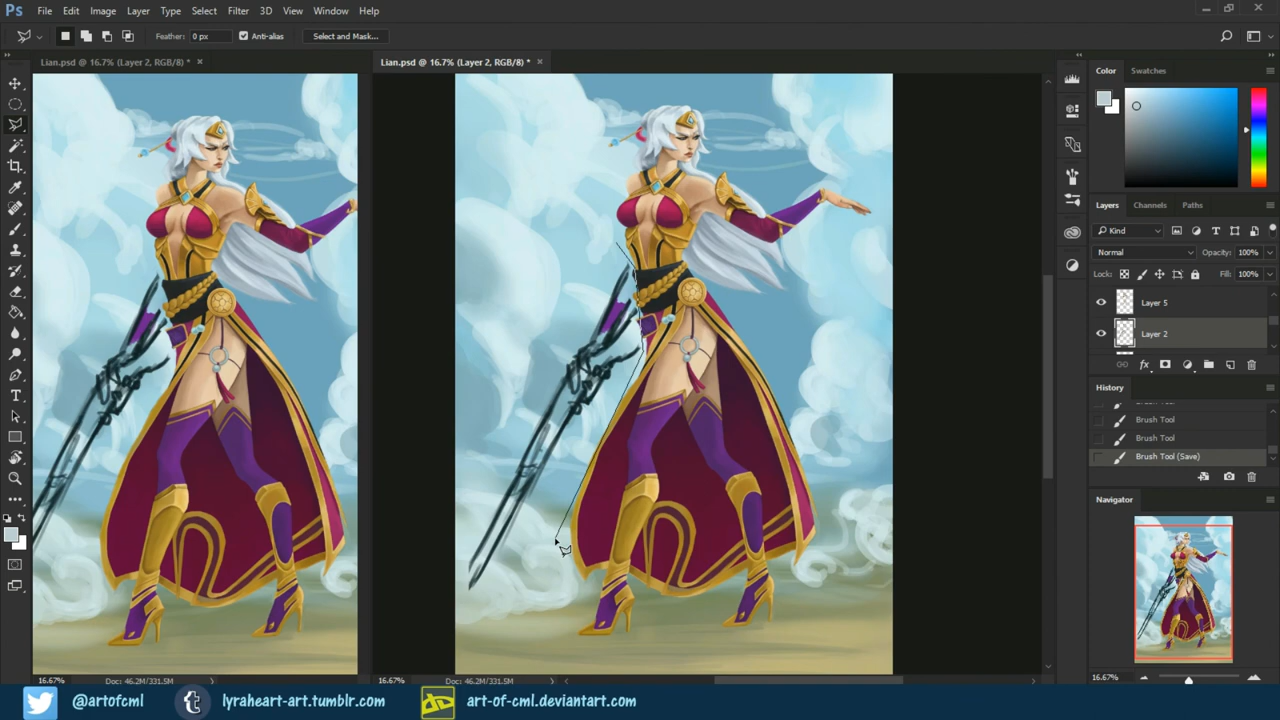 Ps File Edit Image Layer Type Select Filter 3D View Window Help
Feather: 0 px Anti-alias Select and Mask...
Lian.psd @ 16.7% (Layer 2, RGB/8) * ×
Lian.psd @ 16.7% (Layer 2, RGB/8) * ×
Color Swatches
Layers Channels Paths
Kind
Normal Opacity: 100%
Lock: Fill: 100%
Layer 5
Layer 2
fx
History
Brush Tool
Brush Tool
Brush Tool (Save)
Navigator
16.67%
16.67% Doc: 46.2M/331.5M
16.67% Doc: 46.2M/331.5M
@artofcml
t lyraheart-art.tumblr.com
art-of-cml.deviantart.com